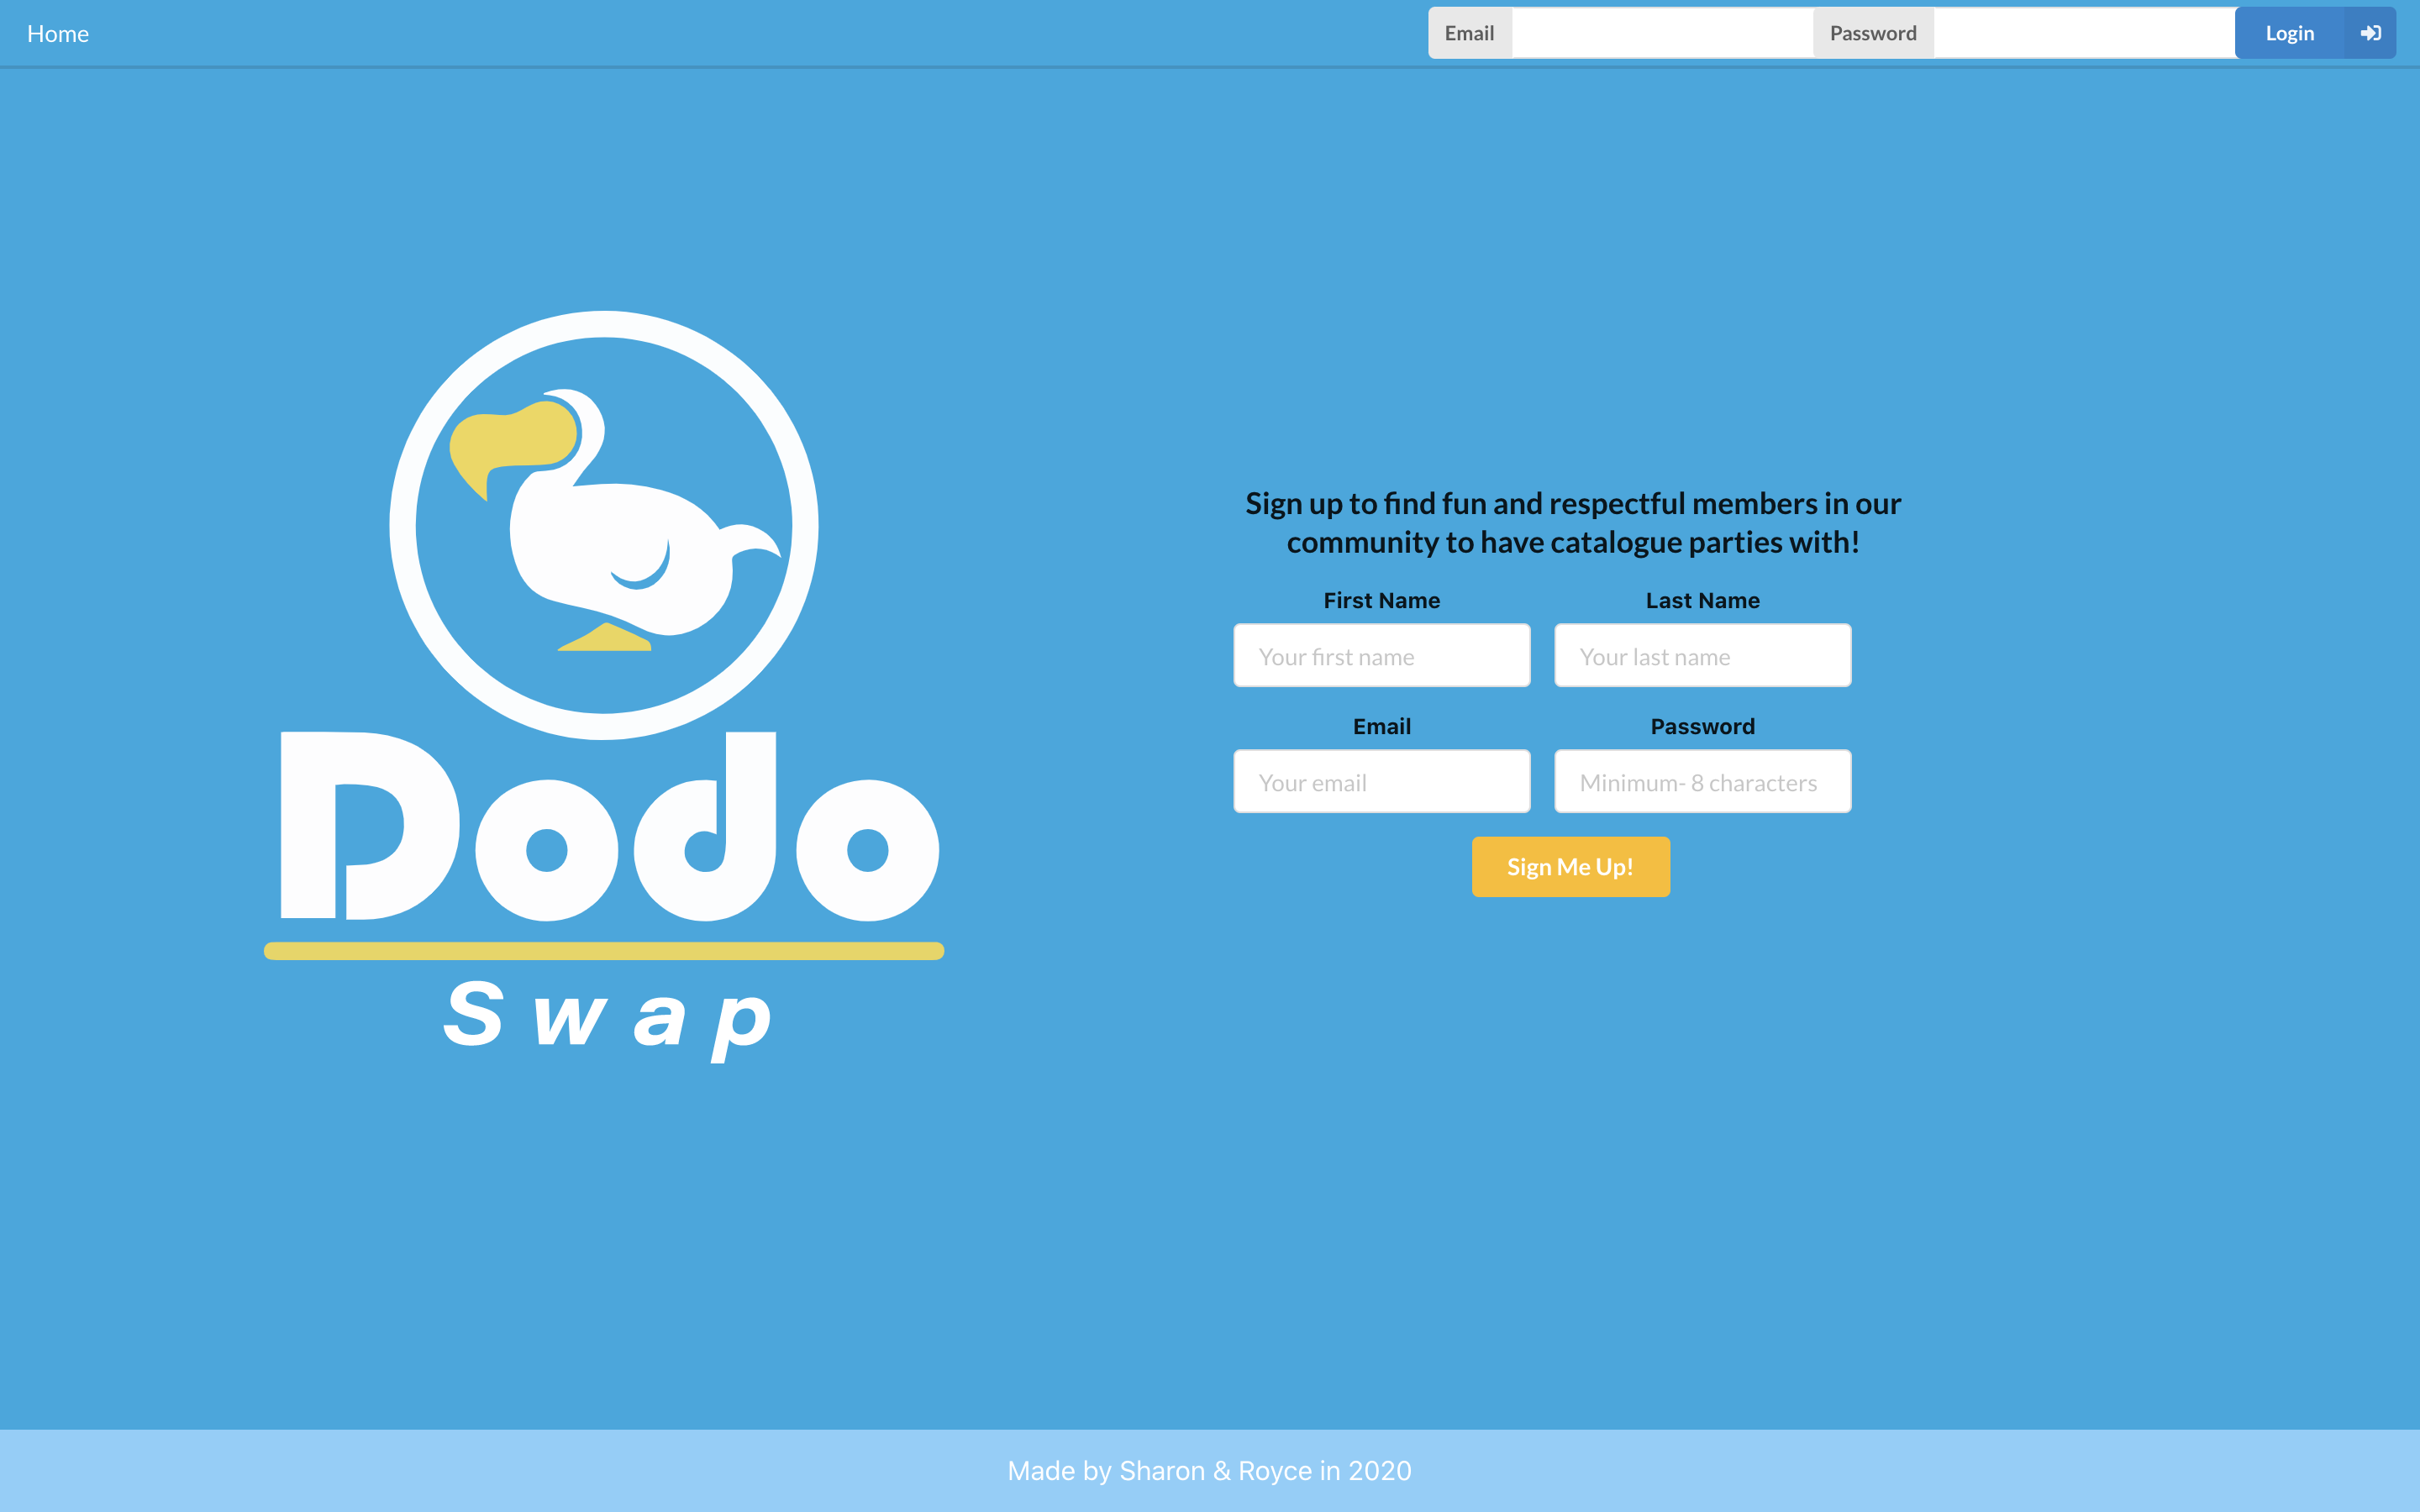 Home
Email
Password
Login
Dodo
Swap
Sign up to find fun and respectful members in our
community to have catalogue parties with!
First Name
Last Name
Your first name
Your last name
Email
Password
Your email
Minimum- 8 characters
Sign Me Up!
Made by Sharon & Royce in 2020